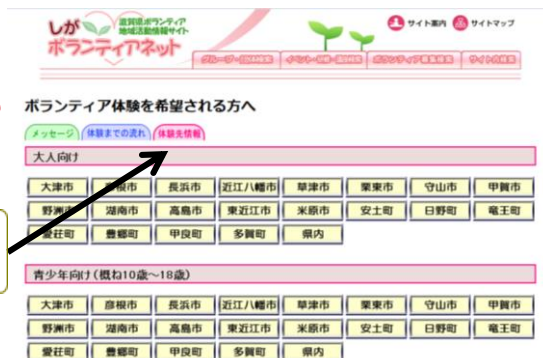 しが
ボランティアネット
滋賀県ボランティア
地域活動情報サイト
サイト案内 サイトマップ
ボランティア体験を希望される方へ
メッセージ 体験までの流れ 体験先情報
大人向け
大津市 彦根市 長浜市 近江八幡市 草津市 栗東市 守山市 甲賀市
野洲市 湖南市 高島市 東近江市 米原市 安土町 日野町 竜王町
愛荘町 豊郷町 甲良町 多賀町 県内
青少年向け(概ね10歳～18歳)
大津市 彦根市 長浜市 近江八幡市 草津市 栗東市 守山市 甲賀市
野洲市 湖南市 高島市 東近江市 米原市 安土町 日野町 竜王町
愛荘町 豊郷町 甲良町 多賀町 県内